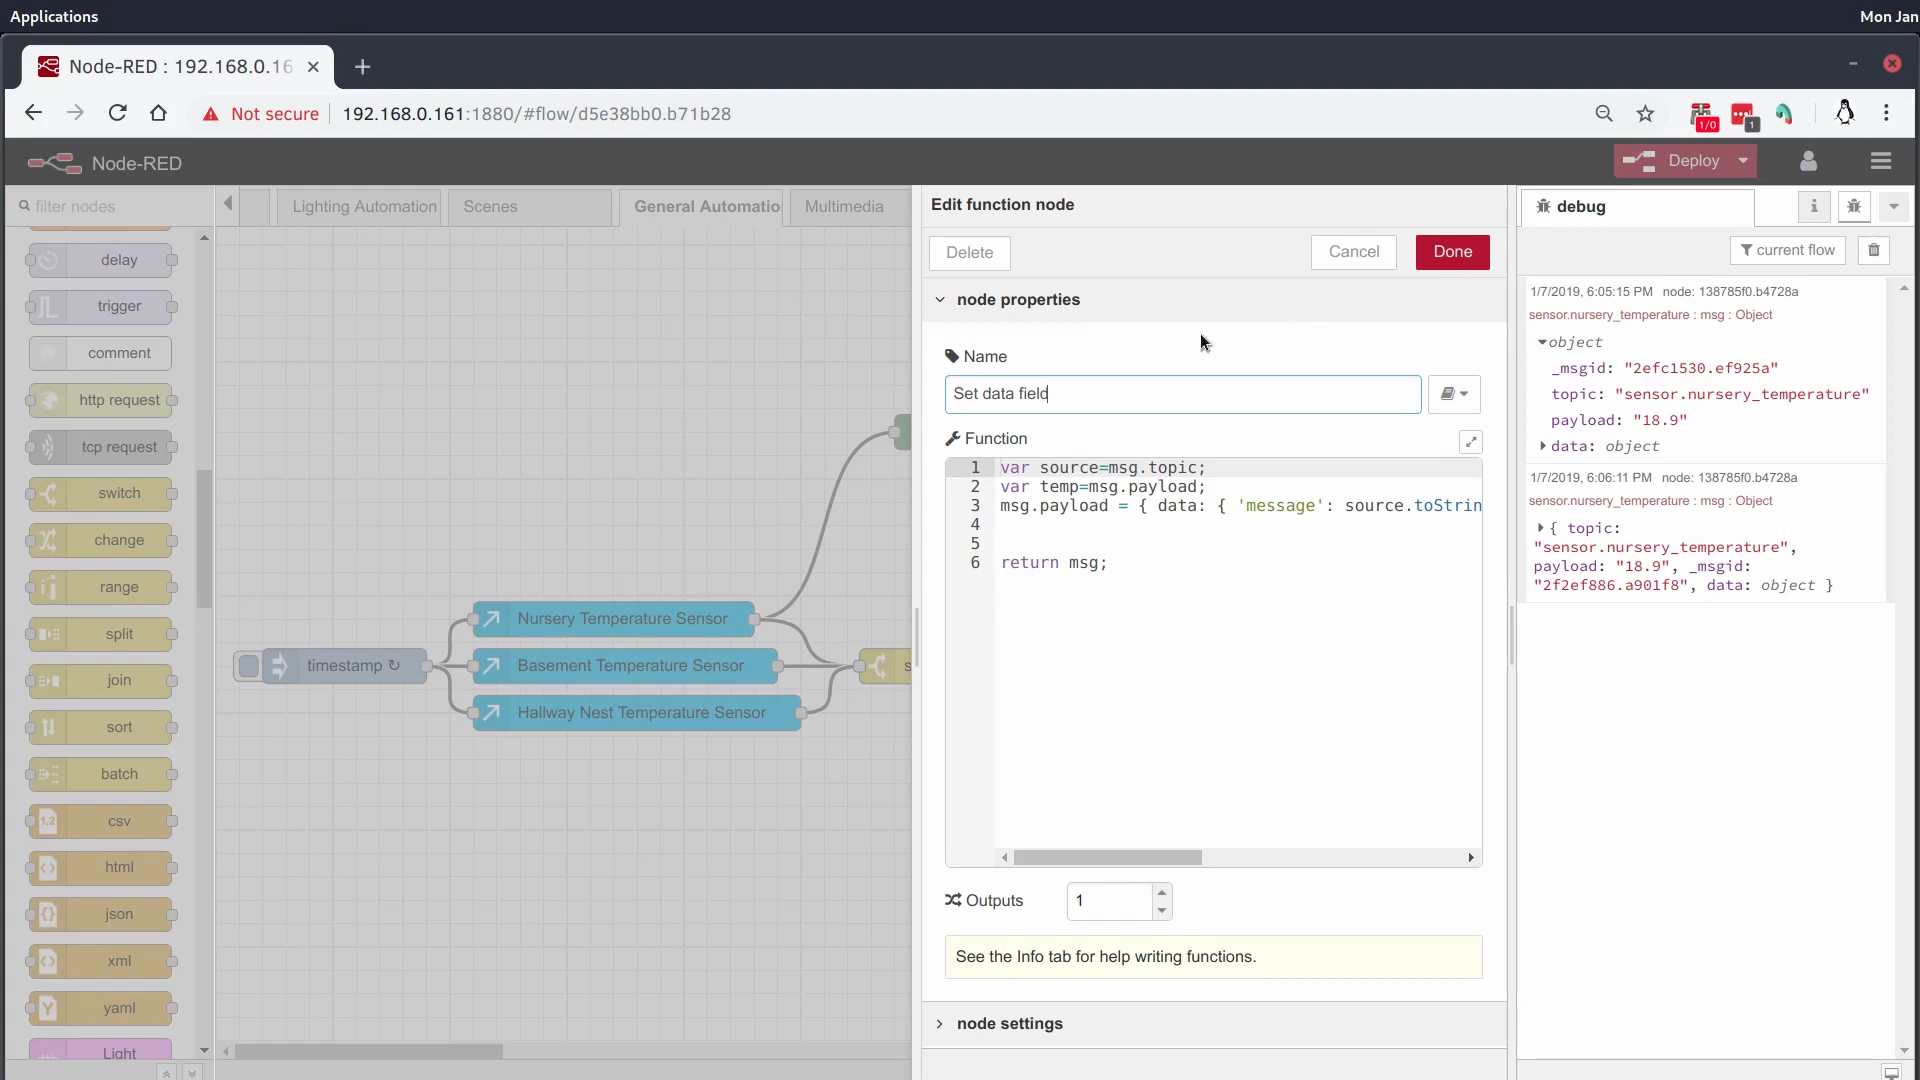 Applications
Mon Jan
Node-RED : 192.168.0.16
Not secure
192.168.0.161:1880/#flow/d5e38bb0.b71b28
1/0
1
Node-RED
Deploy
filter nodes
Lighting Automation
Scenes
General Automatio
Multimedia
delay
trigger
comment
http request
tcp request
switch
change
range
split
join
sort
batch
csv
html
json
xml
yaml
Light
timestamp ↻
Nursery Temperature Sensor
Basement Temperature Sensor
Hallway Nest Temperature Sensor
s
Edit function node
Delete
Cancel
Done
node properties
Name
Set data field
Function
1 var source=msg.topic;
2 var temp=msg.payload;
3 msg.payload = { data: { 'message': source.toStrin
4
5
6 return msg;
Outputs
1
See the Info tab for help writing functions.
node settings
debug
i
current flow
1/7/2019, 6:05:15 PM node: 138785f0.b4728a
sensor.nursery_temperature : msg : Object
object
_msgid: "2efc1530.ef925a"
topic: "sensor.nursery_temperature"
payload: "18.9"
data: object
1/7/2019, 6:06:11 PM node: 138785f0.b4728a
sensor.nursery_temperature : msg : Object
{ topic:
"sensor.nursery_temperature",
payload: "18.9", _msgid:
"2f2ef886.a901f8", data: object }